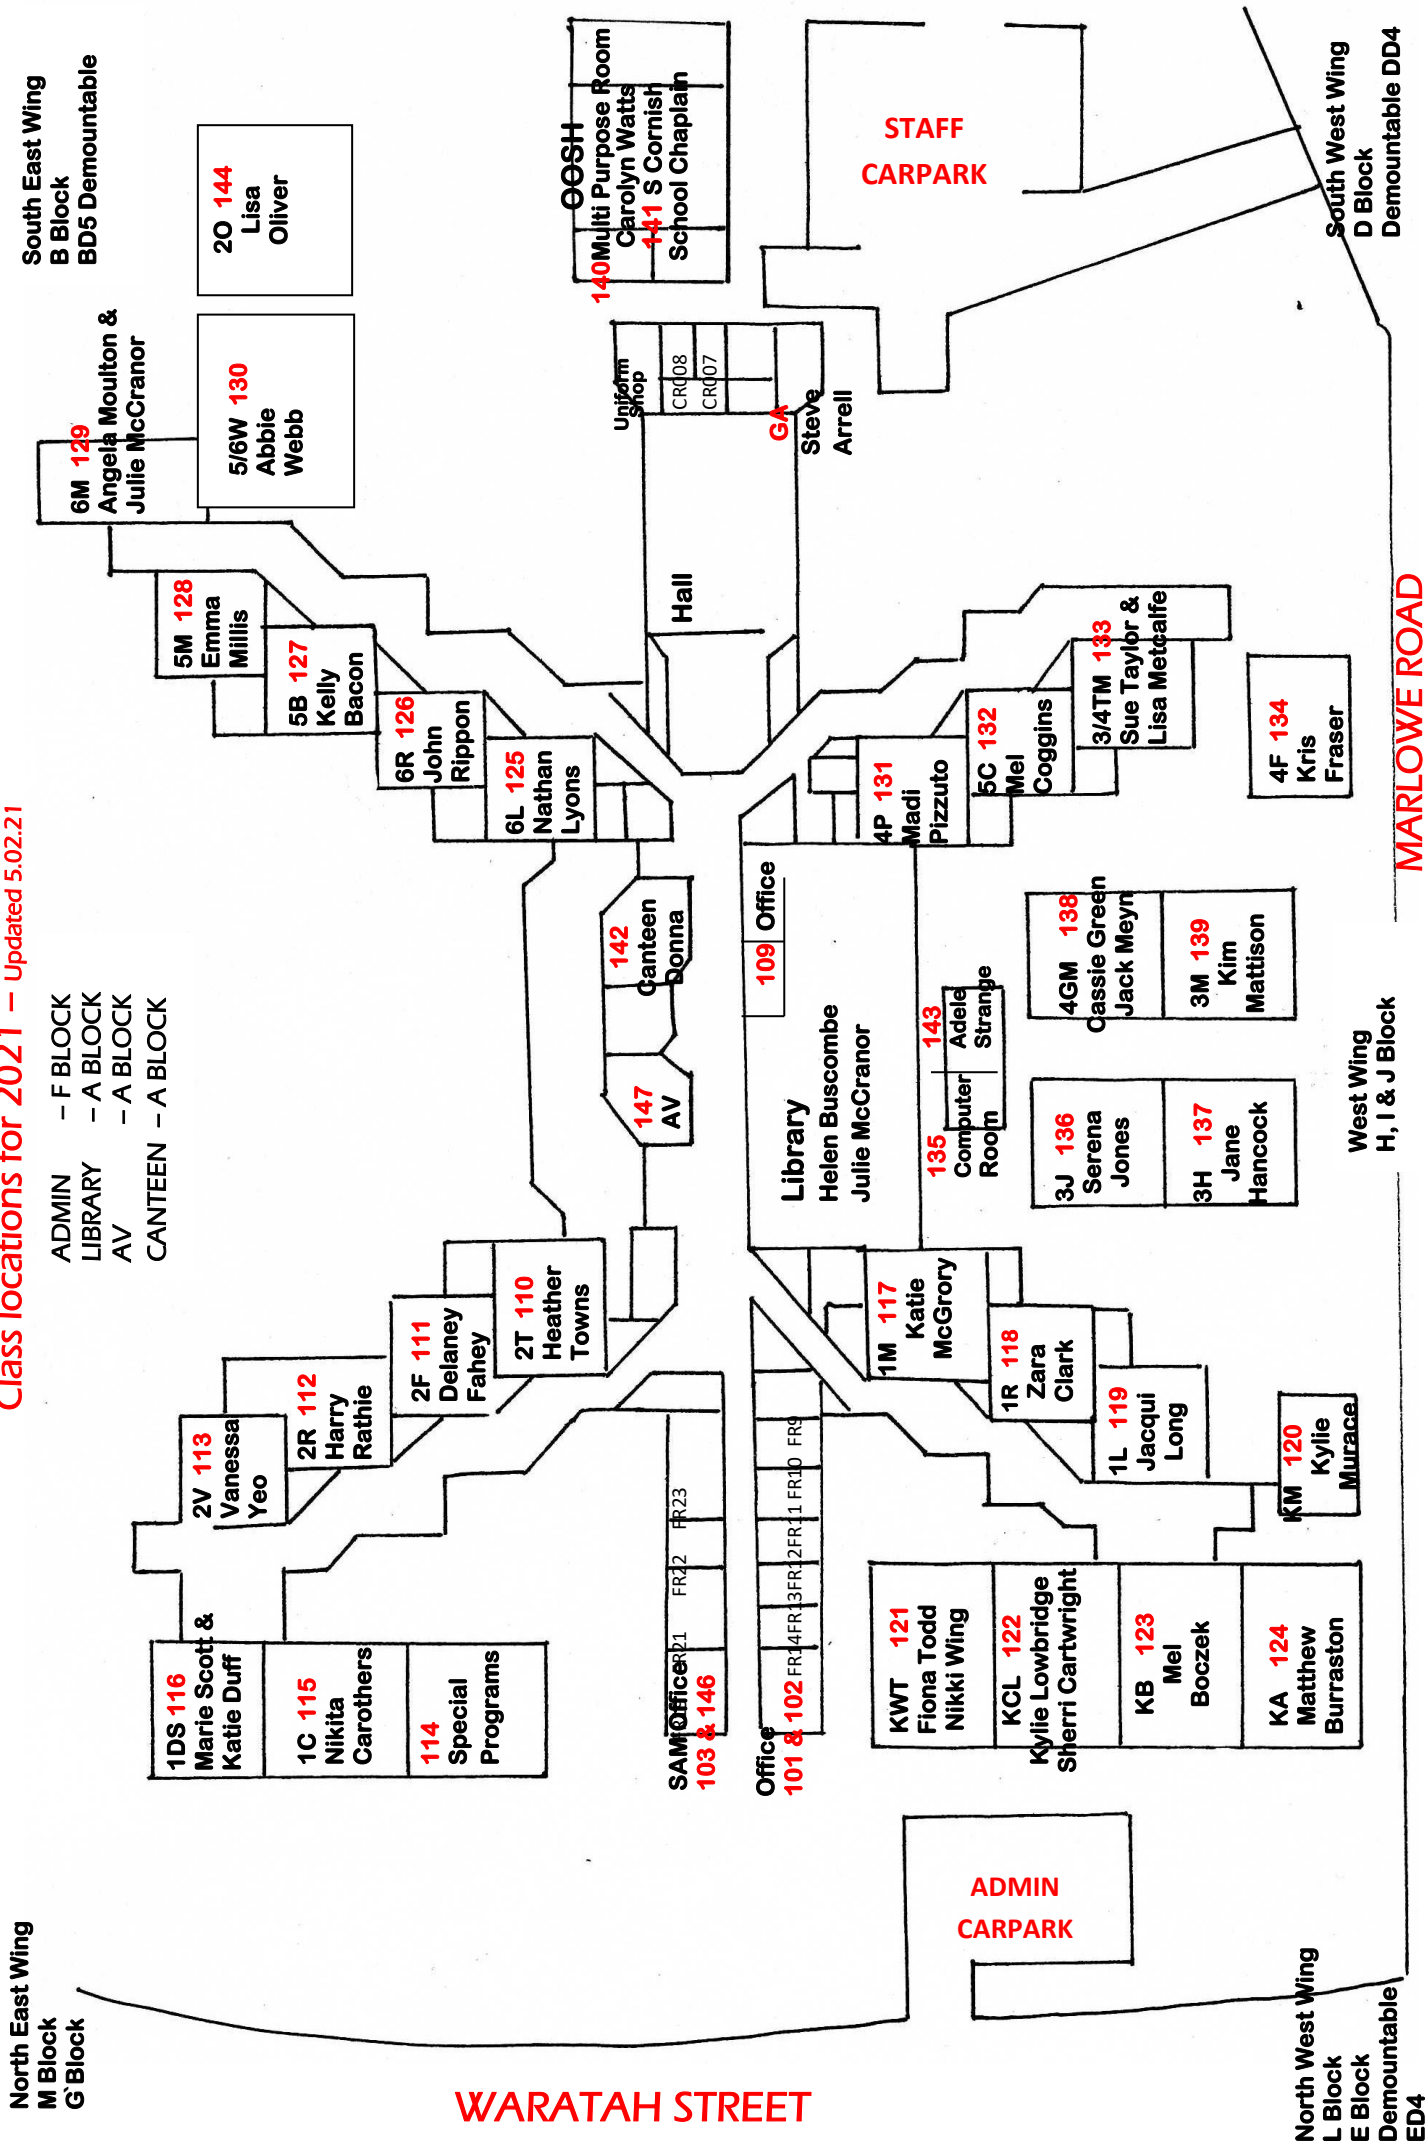 Class locations for 2021 – Updated 5.02.21
ADMIN – F BLOCK
LIBRARY – A BLOCK
AV – A BLOCK
CANTEEN – A BLOCK
North East Wing
M Block
G`Block
South East Wing
B Block
BD5 Demountable
1DS 116
Marie Scott &
Katie Duff
1C 115
Nikita
Carothers
114
Special
Programs
2V 113
Vanessa
Yeo
2R 112
Harry
Rathie
2F 111
Delaney
Fahey
2T 110
Heather
Towns
6L 125
Nathan
Lyons
6R 126
John
Rippon
5B 127
Kelly
Bacon
5M 128
Emma
Millis
6M 129
Angela Moulton &
Julie McCranor
5/6W 130
Abbie
Webb
2O 144
Lisa
Oliver
142
Canteen
Donna
147
AV
Hall
Uniform
Shop
CR008
CR007
GA
Steve
Arrell
OOSH
140 Multi Purpose Room
Carolyn Watts
141 S Cornish
School Chaplain
STAFF
CARPARK
SAM Office
103 & 146
FR21
FR22
FR23
Office
101 & 102
FR14 FR13 FR12 FR11 FR10 FR9
109 Office
Library
Helen Buscombe
Julie McCranor
135
Computer
Room
143
Adele
Strange
1M 117
Katie
McGrory
1R 118
Zara
Clark
1L 119
Jacqui
Long
KM 120
Kylie
Murace
KWT 121
Fiona Todd
Nikki Wing
KCL 122
Kylie Lowbridge
Sherri Cartwright
KB 123
Mel
Boczek
KA 124
Matthew
Burraston
4P 131
Madi
Pizzuto
5C 132
Mel
Coggins
3/4TM 133
Sue Taylor &
Lisa Metcalfe
4F 134
Kris
Fraser
3J 136
Serena
Jones
3H 137
Jane
Hancock
4GM 138
Cassie Green
Jack Meyn
3M 139
Kim
Mattison
ADMIN
CARPARK
WARATAH STREET
MARLOWE ROAD
North West Wing
L Block
E Block
Demountable
ED4
West Wing
H, I & J Block
South West Wing
D Block
Demountable DD4